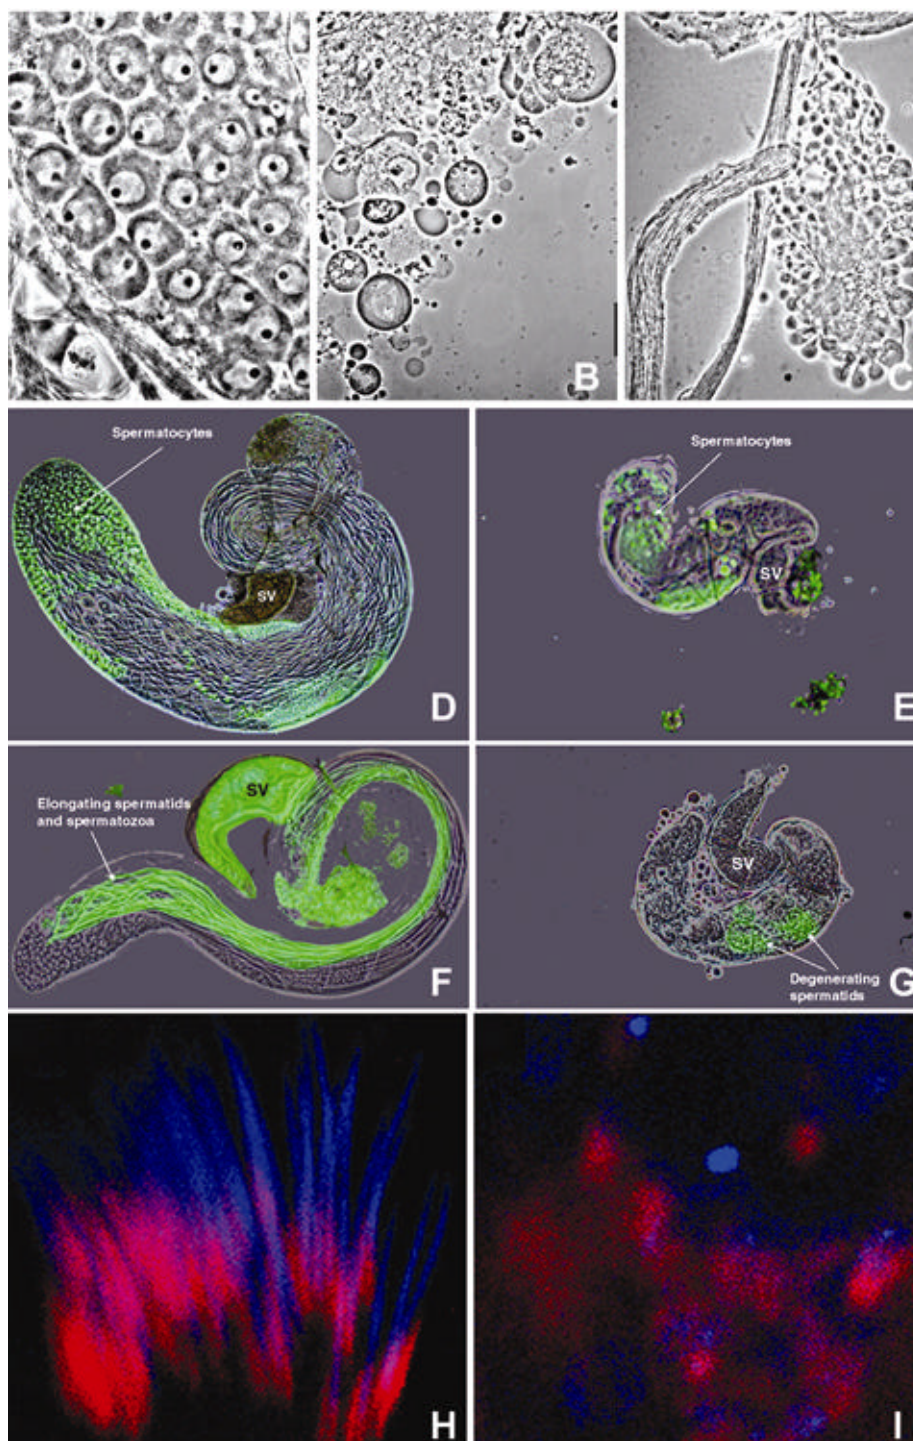 A
B
C
Spermatocytes
SV
D
Spermatocytes
SV
E
Elongating spermatids
and spermatozoa
SV
F
SV
Degenerating
spermatids
G
H
I